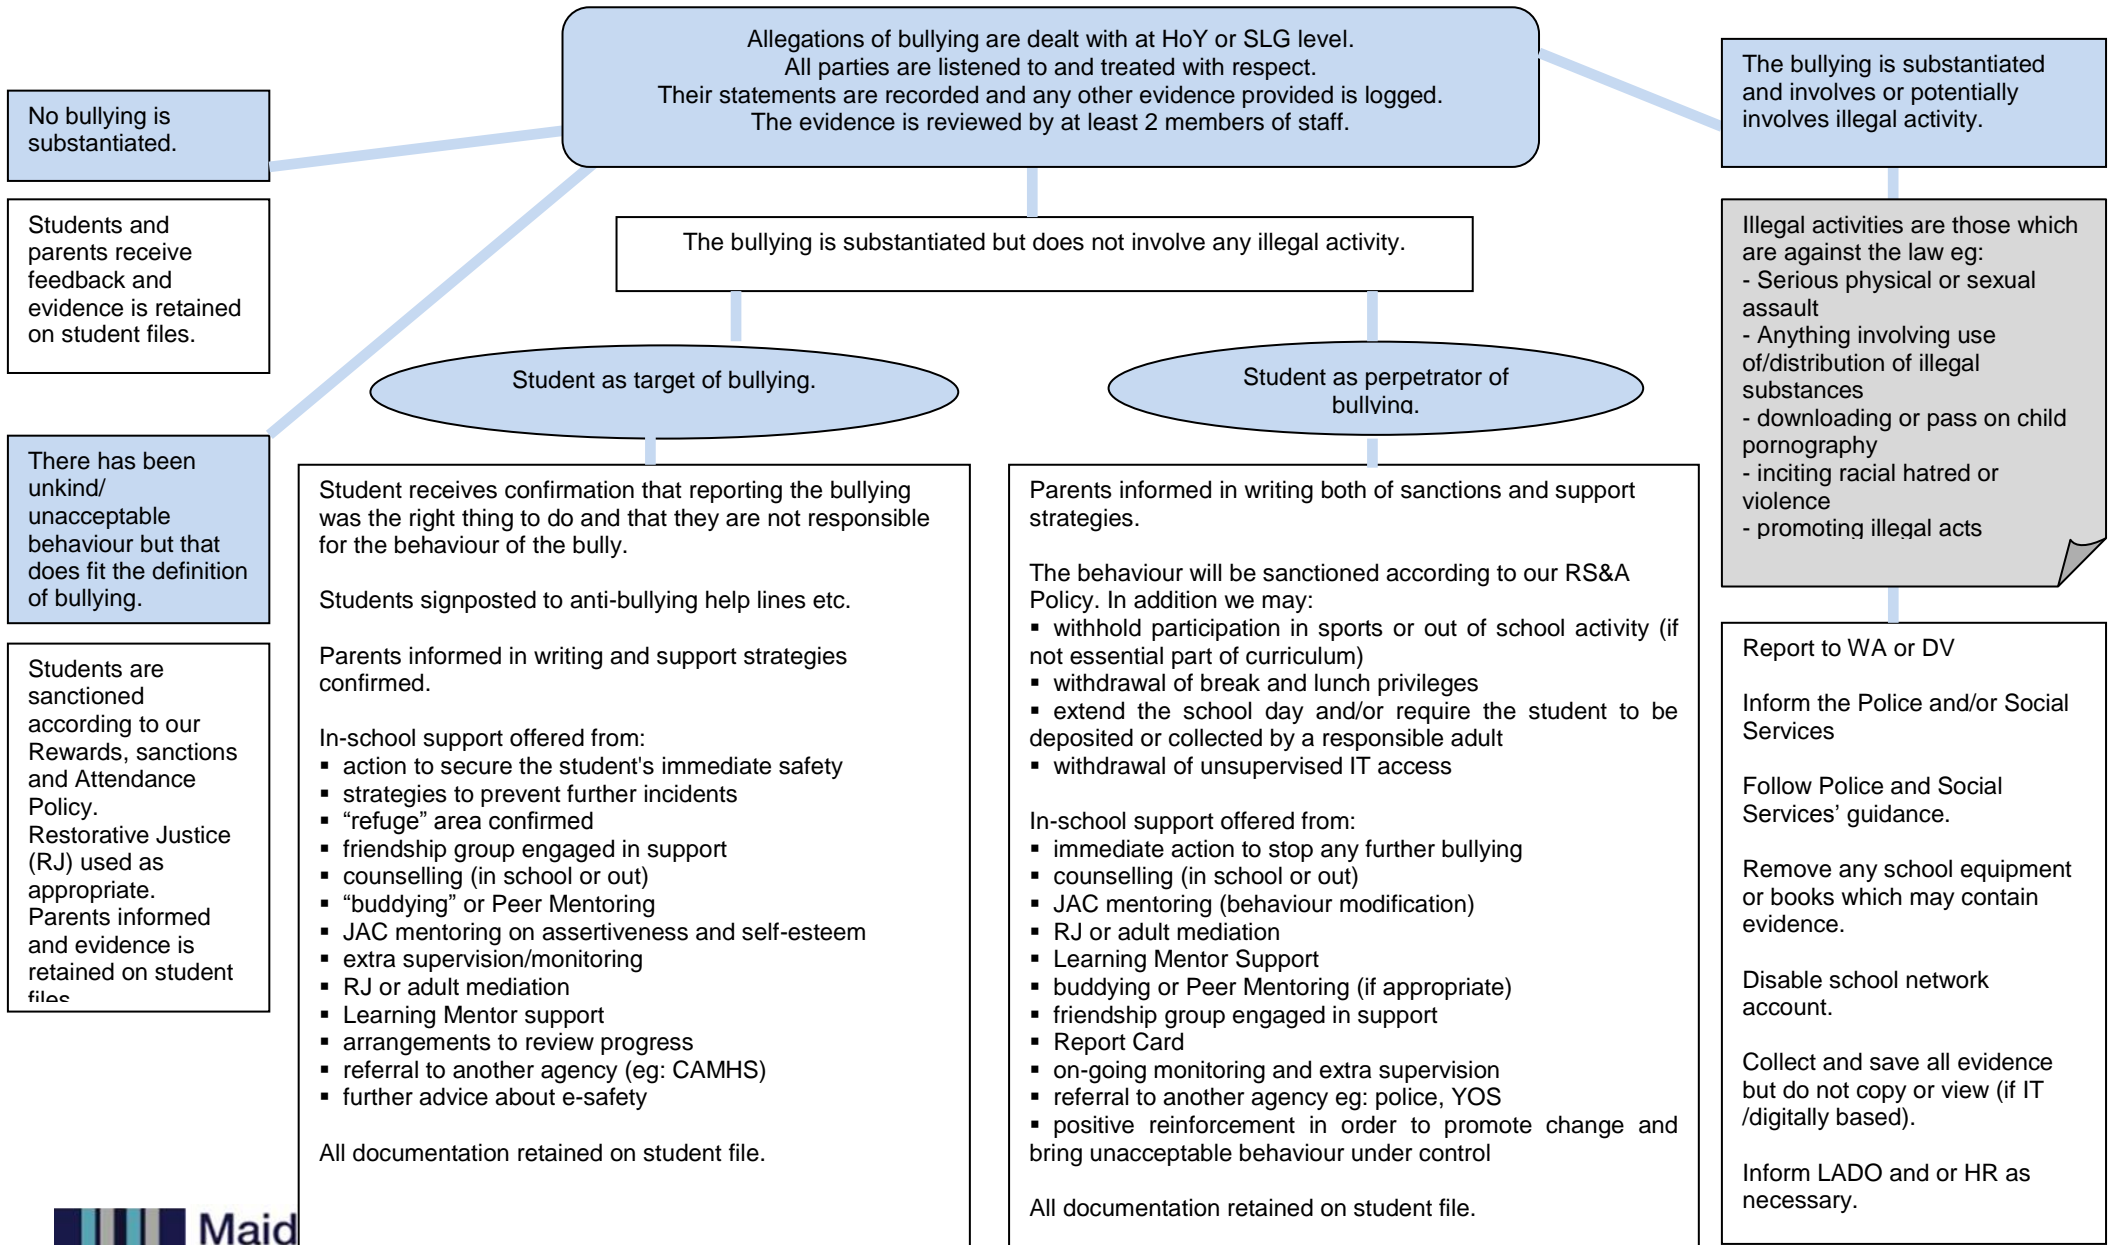 Allegations of bullying are dealt with at HoY or SLG level.
All parties are listened to and treated with respect.
Their statements are recorded and any other evidence provided is logged.
The evidence is reviewed by at least 2 members of staff.
No bullying is
substantiated.
Students and
parents receive
feedback and
evidence is retained
on student files.
There has been
unkind/
unacceptable
behaviour but that
does fit the definition
of bullying.
Students are
sanctioned
according to our
Rewards, sanctions
and Attendance
Policy.
Restorative Justice
(RJ) used as
appropriate.
Parents informed
and evidence is
retained on student
files
The bullying is substantiated but does not involve any illegal activity.
Student as target of bullying.
Student receives confirmation that reporting the bullying
was the right thing to do and that they are not responsible
for the behaviour of the bully.
Students signposted to anti-bullying help lines etc.
Parents informed in writing and support strategies
confirmed.
In-school support offered from:
▪ action to secure the student's immediate safety
▪ strategies to prevent further incidents
▪ “refuge” area confirmed
▪ friendship group engaged in support
▪ counselling (in school or out)
▪ “buddying” or Peer Mentoring
▪ JAC mentoring on assertiveness and self-esteem
▪ extra supervision/monitoring
▪ RJ or adult mediation
▪ Learning Mentor support
▪ arrangements to review progress
▪ referral to another agency (eg: CAMHS)
▪ further advice about e-safety
All documentation retained on student file.
Student as perpetrator of
bullying.
Parents informed in writing both of sanctions and support
strategies.
The behaviour will be sanctioned according to our RS&A
Policy. In addition we may:
▪ withhold participation in sports or out of school activity (if
not essential part of curriculum)
▪ withdrawal of break and lunch privileges
▪ extend the school day and/or require the student to be
deposited or collected by a responsible adult
▪ withdrawal of unsupervised IT access
In-school support offered from:
▪ immediate action to stop any further bullying
▪ counselling (in school or out)
▪ JAC mentoring (behaviour modification)
▪ RJ or adult mediation
▪ Learning Mentor Support
▪ buddying or Peer Mentoring (if appropriate)
▪ friendship group engaged in support
▪ Report Card
▪ on-going monitoring and extra supervision
▪ referral to another agency eg: police, YOS
▪ positive reinforcement in order to promote change and
bring unacceptable behaviour under control
All documentation retained on student file.
The bullying is substantiated
and involves or potentially
involves illegal activity.
Illegal activities are those which
are against the law eg:
- Serious physical or sexual
assault
- Anything involving use
of/distribution of illegal
substances
- downloading or pass on child
pornography
- inciting racial hatred or
violence
- promoting illegal acts
Report to WA or DV
Inform the Police and/or Social
Services
Follow Police and Social
Services’ guidance.
Remove any school equipment
or books which may contain
evidence.
Disable school network
account.
Collect and save all evidence
but do not copy or view (if IT
/digitally based).
Inform LADO and or HR as
necessary.
Maid